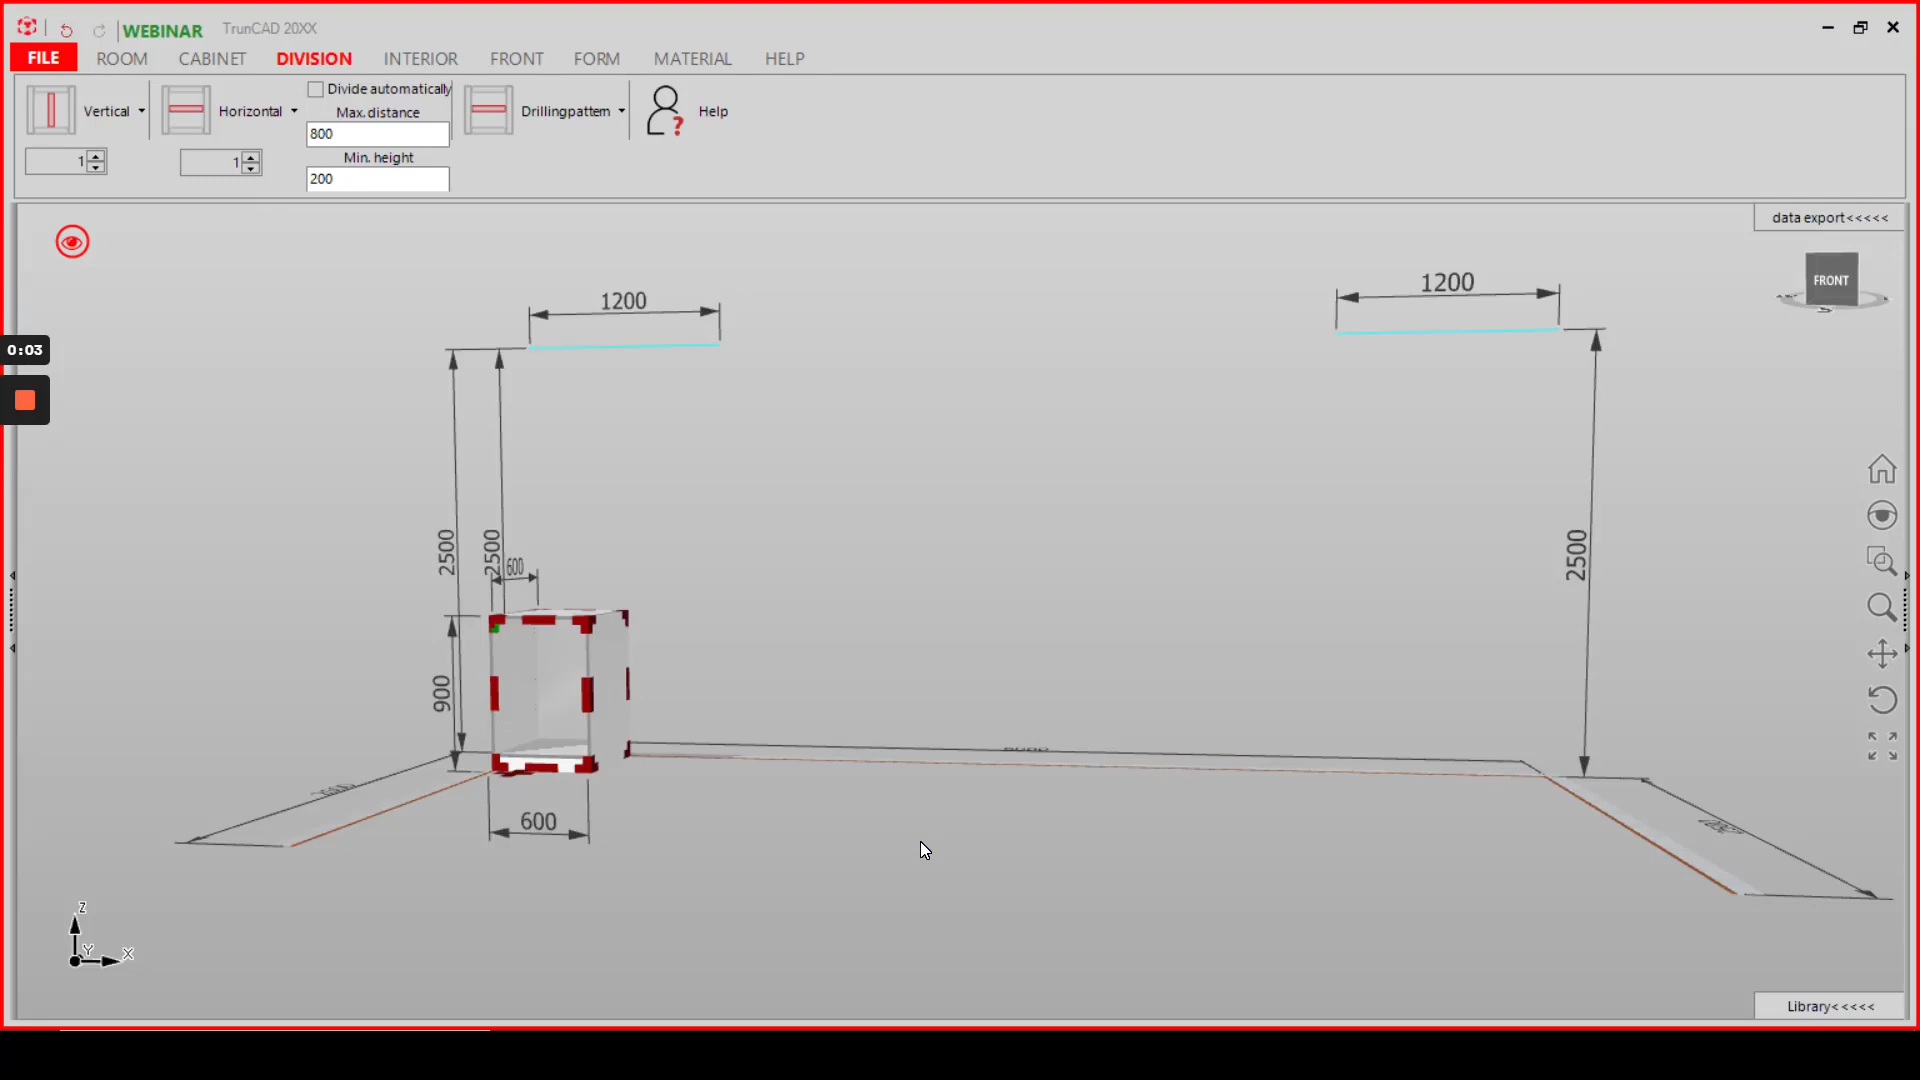 WEBINAR TrunCAD 20XX
FILE ROOM CABINET DIVISION INTERIOR FRONT FORM MATERIAL HELP
Vertical
Horizontal
Divide automatically
Max. distance
800
Min. height
200
Drillingpattern
Help
1
1
data export<<<<<
FRONT
0:03
1200
1200
2500
2500
600
2500
900
600
Z
Y
X
Library<<<<<